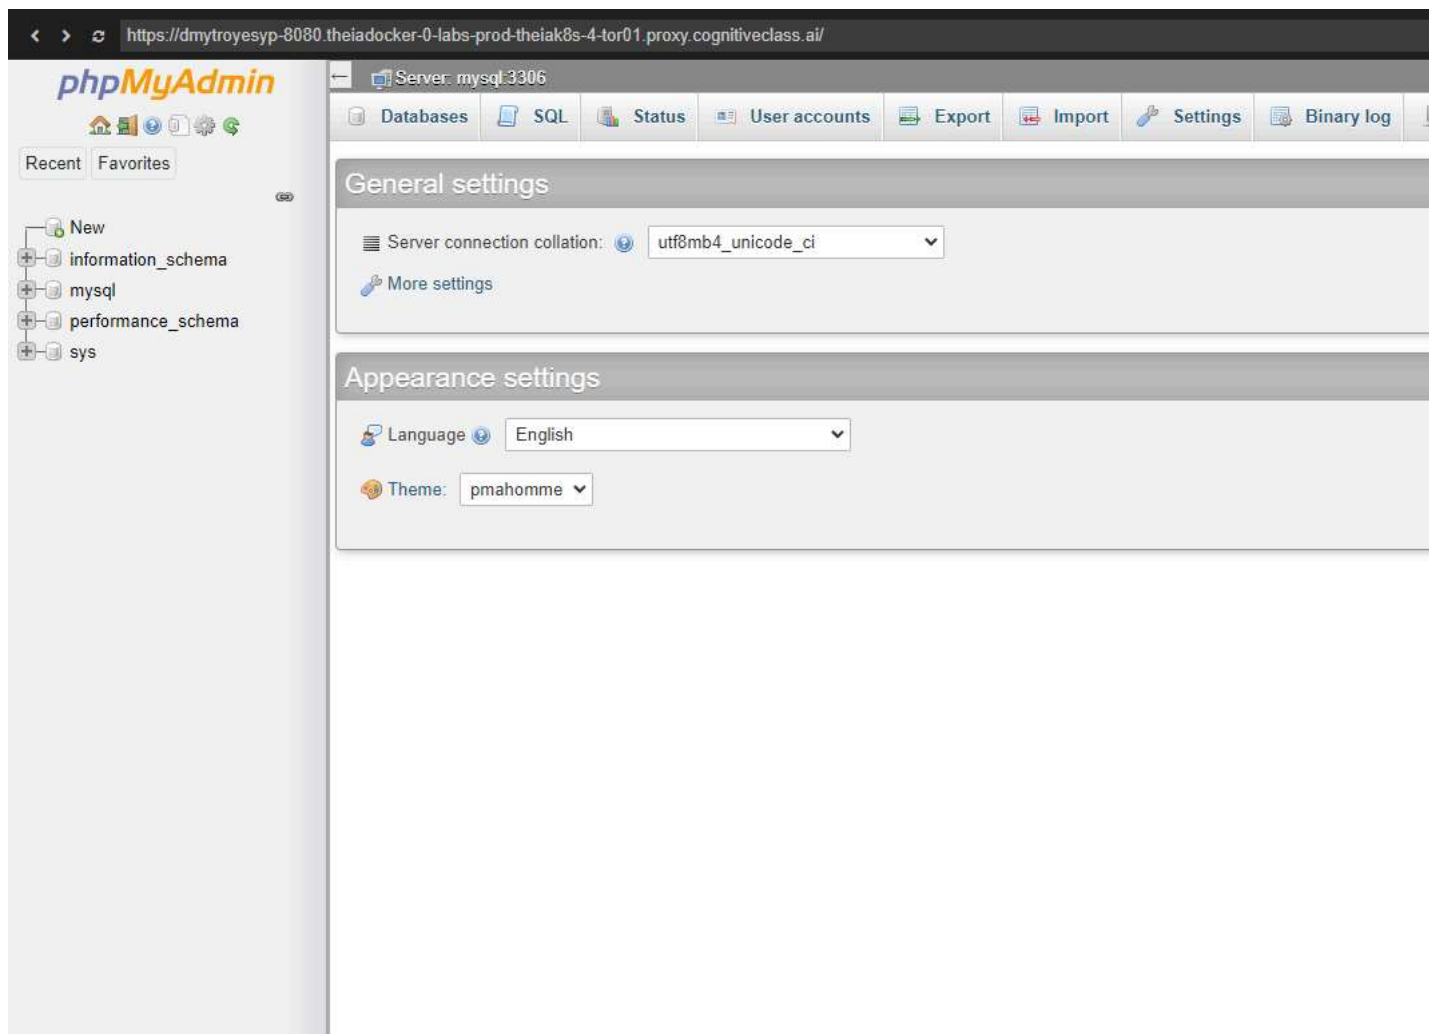 https://dmytroyesyp-8080.theiadocker-0-labs-prod-theiak8s-4-tor01.proxy.cognitiveclass.ai/
phpMyAdmin
Recent Favorites
New
information_schema
mysql
performance_schema
sys
Server: mysql:3306
Databases SQL Status User accounts Export Import Settings Binary log
General settings
Server connection collation: utf8mb4_unicode_ci
More settings
Appearance settings
Language English
Theme: pmahomme